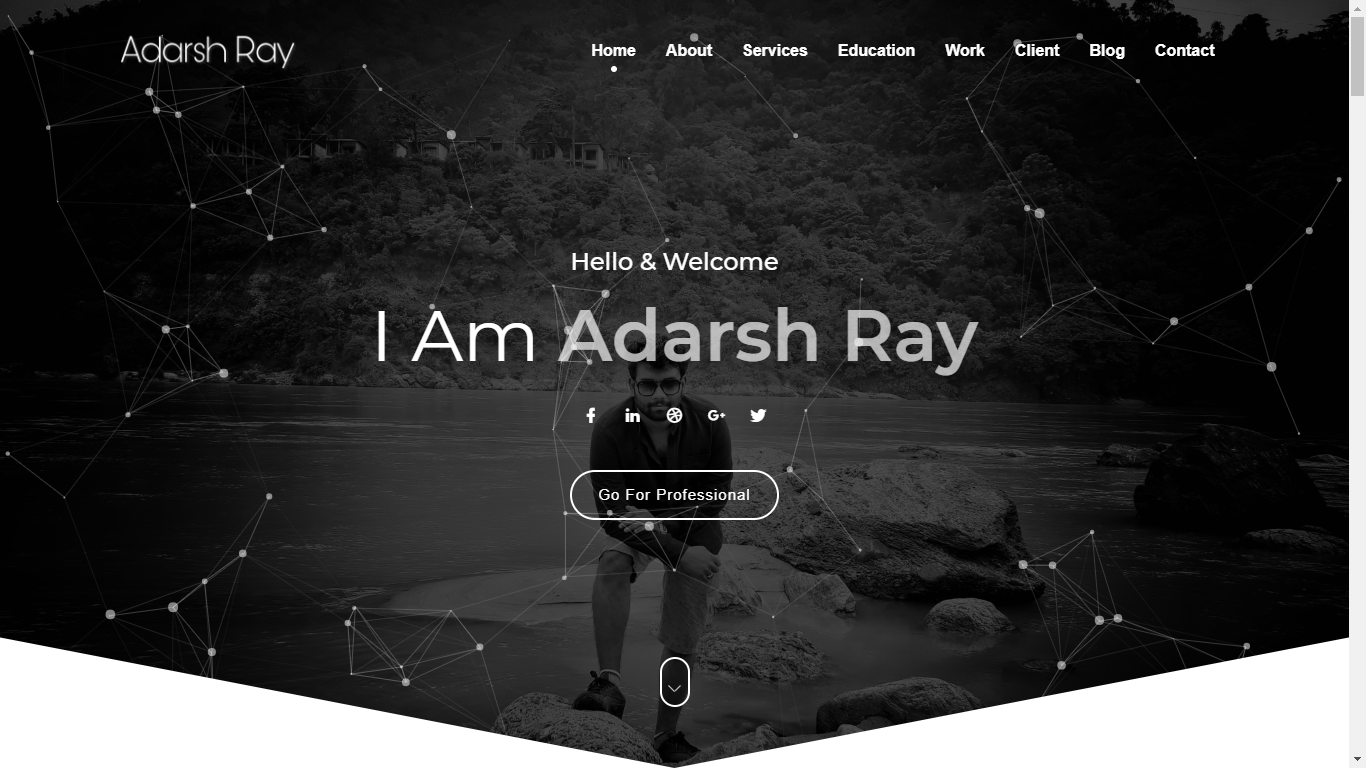 Adarsh Ray
Home About Services Education Work Client Blog Contact
Hello & Welcome
I Am Adarsh Ray
Go For Professional